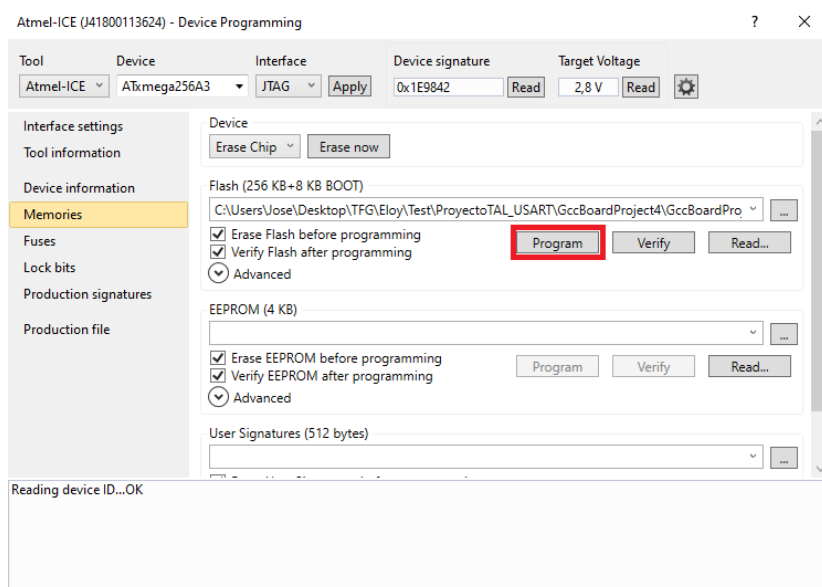 Atmel-ICE (J41800113624) - Device Programming ? ×
Tool Device Interface Device signature Target Voltage
Atmel-ICE ATxmega256A3 JTAG Apply 0x1E9842 Read 2,8 V Read
Interface settings
Tool information
Device information
Memories
Fuses
Lock bits
Production signatures
Production file
Device
Erase Chip Erase now
Flash (256 KB+8 KB BOOT)
C:\Users\Jose\Desktop\TFG\Eloy\Test\ProyectoTAL_USART\GccBoardProject4\GccBoardPro ...
Erase Flash before programming
Verify Flash after programming
Program Verify Read...
Advanced
EEPROM (4 KB)
...
Erase EEPROM before programming
Verify EEPROM after programming
Program Verify Read...
Advanced
User Signatures (512 bytes)
...
Reading device ID...OK